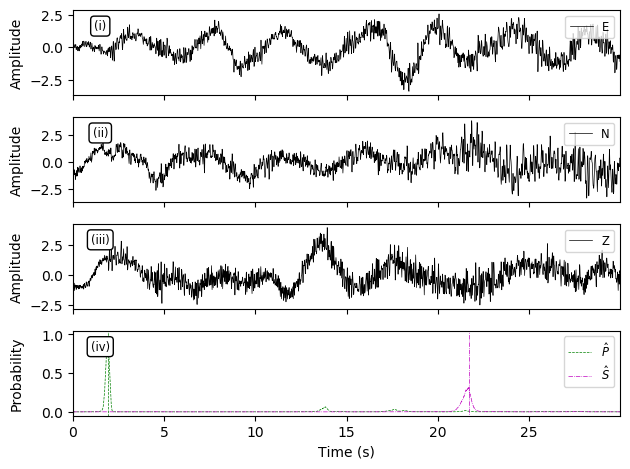 2.5
0.0
−2.5
Amplitude
(i)
E
2.5
0.0
−2.5
Amplitude
(ii)
N
2.5
0.0
−2.5
Amplitude
(iii)
Z
1.0
0.5
0.0
Probability
(iv)
P̂
Ŝ
0 5 10 15 20 25
Time (s)